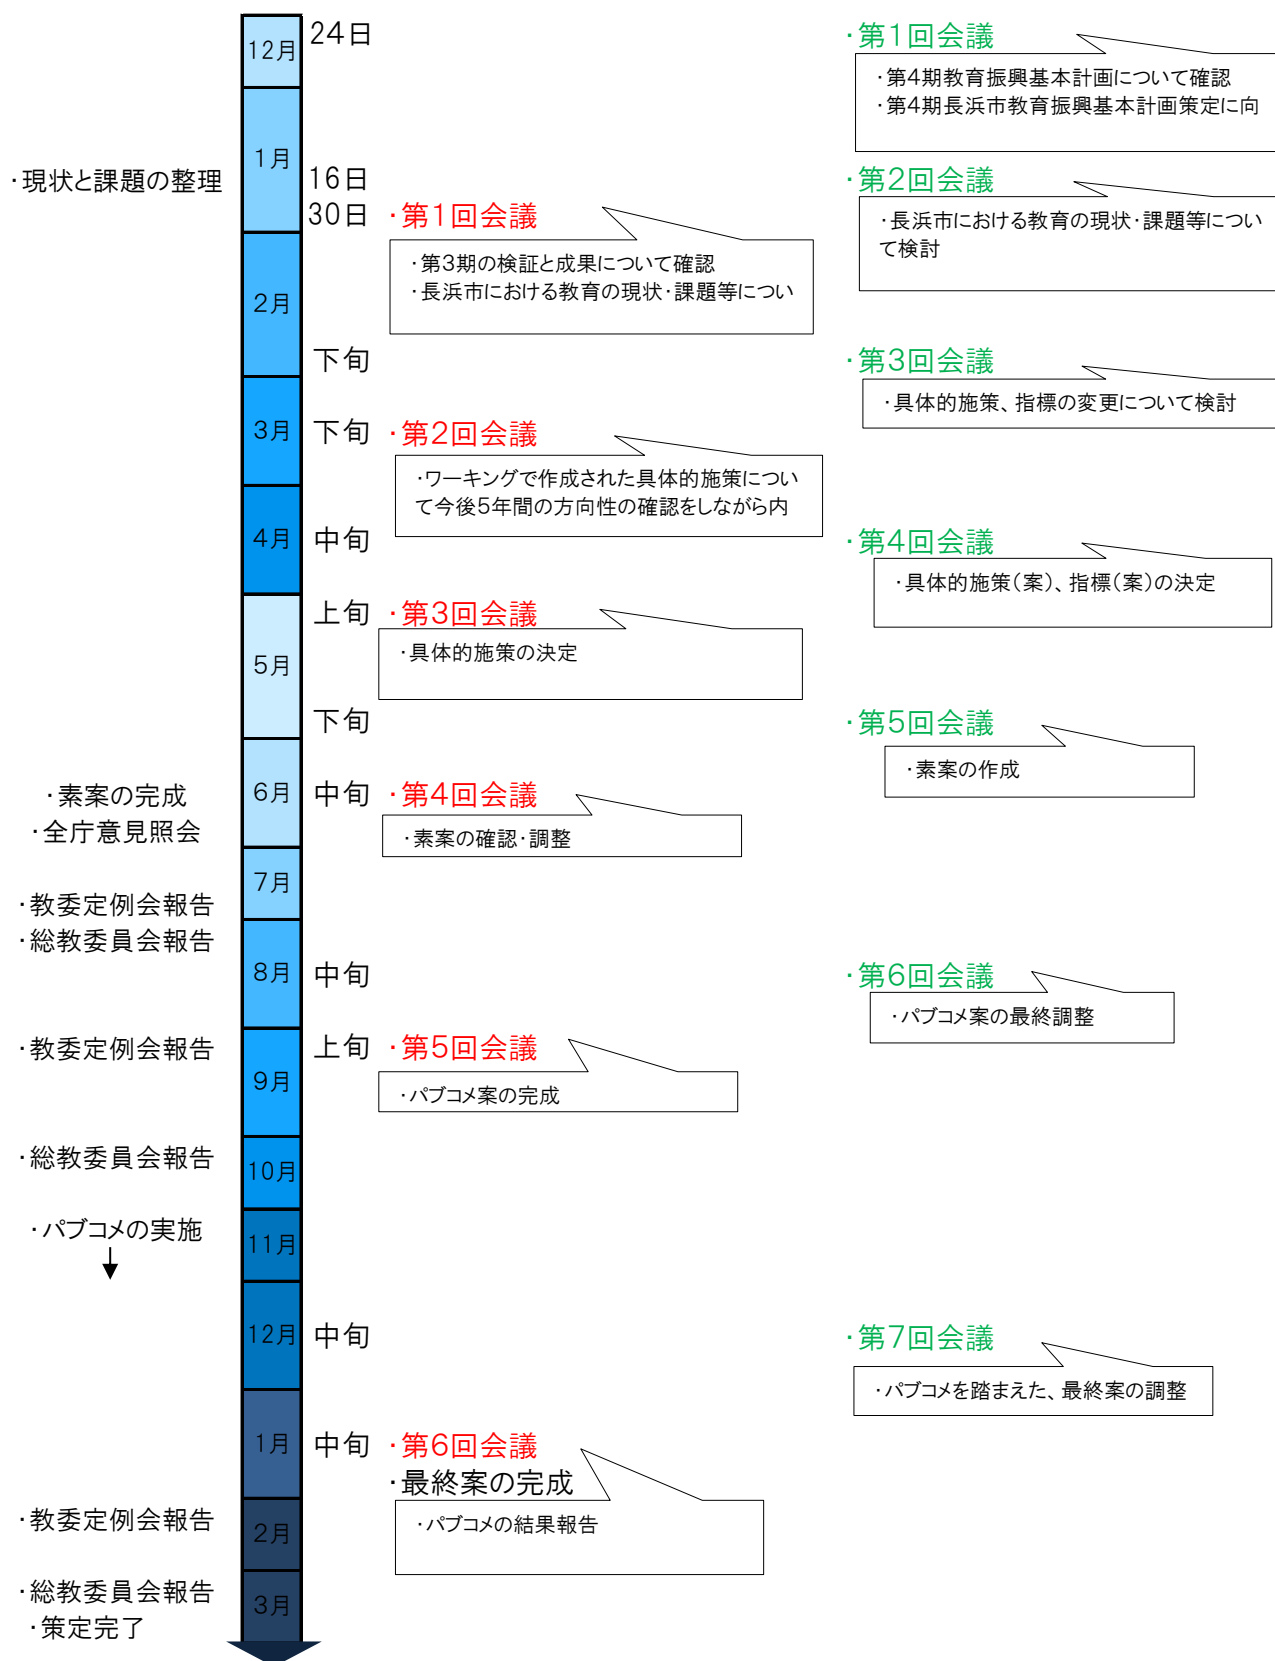 12月
24日
・第1回会議
・第4期教育振興基本計画について確認
・第4期長浜市教育振興基本計画策定に向
1月
・現状と課題の整理
16日
・第2回会議
・長浜市における教育の現状・課題等につい
て検討
30日
・第1回会議
・第3期の検証と成果について確認
・長浜市における教育の現状・課題等につい
2月
下旬
・第3回会議
・具体的施策、指標の変更について検討
3月
下旬
・第2回会議
・ワーキングで作成された具体的施策につい
て今後5年間の方向性の確認をしながら内
4月
中旬
・第4回会議
・具体的施策(案)、指標(案)の決定
上旬
・第3回会議
・具体的施策の決定
5月
下旬
・第5回会議
・素案の作成
6月
・素案の完成
・全庁意見照会
中旬
・第4回会議
・素案の確認・調整
7月
・教委定例会報告
・総教委員会報告
8月
中旬
・第6回会議
・パブコメ案の最終調整
・教委定例会報告
上旬
・第5回会議
・パブコメ案の完成
9月
・総教委員会報告
10月
・パブコメの実施
11月
12月
中旬
・第7回会議
・パブコメを踏まえた、最終案の調整
1月
中旬
・第6回会議
・最終案の完成
・パブコメの結果報告
・教委定例会報告
2月
・総教委員会報告
・策定完了
3月